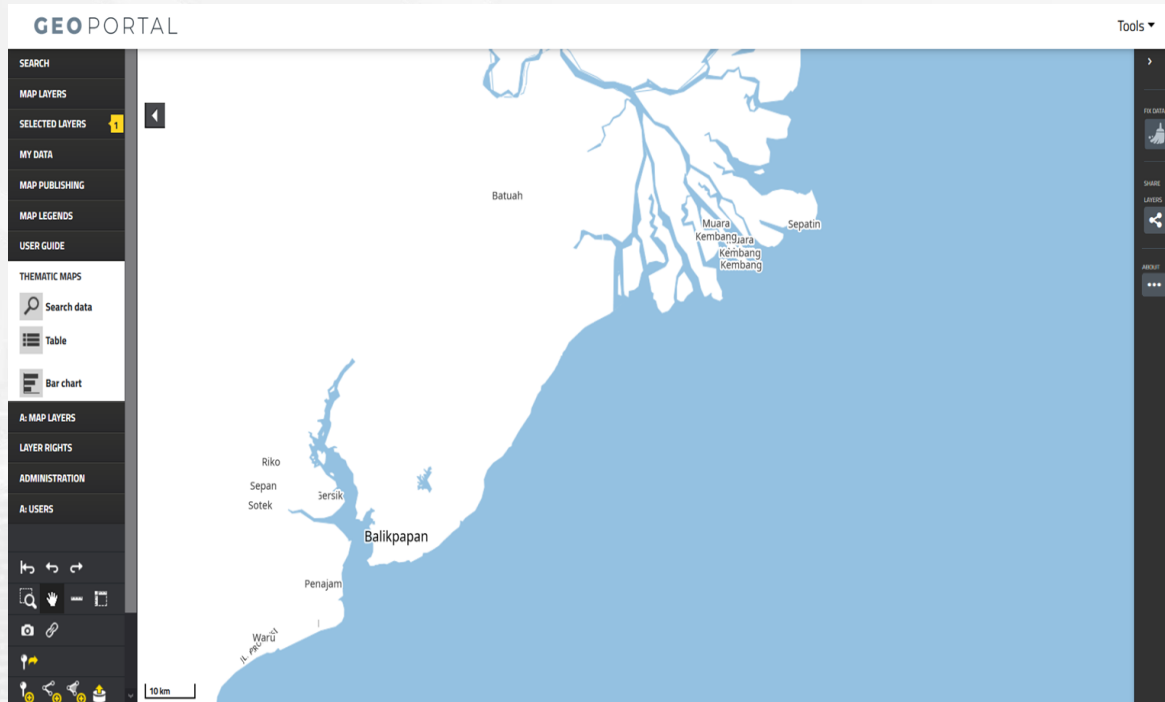 GEOPORTAL
Tools
SEARCH
MAP LAYERS
SELECTED LAYERS 1
MY DATA
MAP PUBLISHING
MAP LEGENDS
USER GUIDE
THEMATIC MAPS
Search data
Table
Bar chart
A: MAP LAYERS
LAYER RIGHTS
ADMINISTRATION
A: USERS
Batuah
Muara
Kembang
Sepatin
Kembang
Kembang
Riko
Sepan
Sotek
Balikpapan
Penajam
Waru
10 km
FIX DATA
SHARE
LAYERS
ABOUT